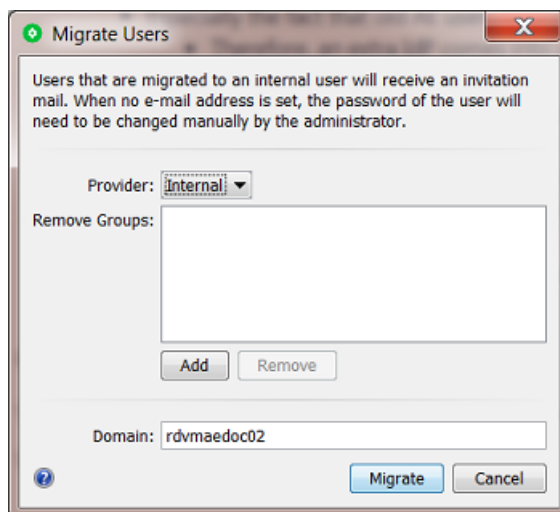 Migrate Users
Users that are migrated to an internal user will receive an invitation
mail. When no e-mail address is set, the password of the user will
need to be changed manually by the administrator.
Provider: Internal
Remove Groups:
Add Remove
Domain: rdvmaedoc02
Migrate Cancel